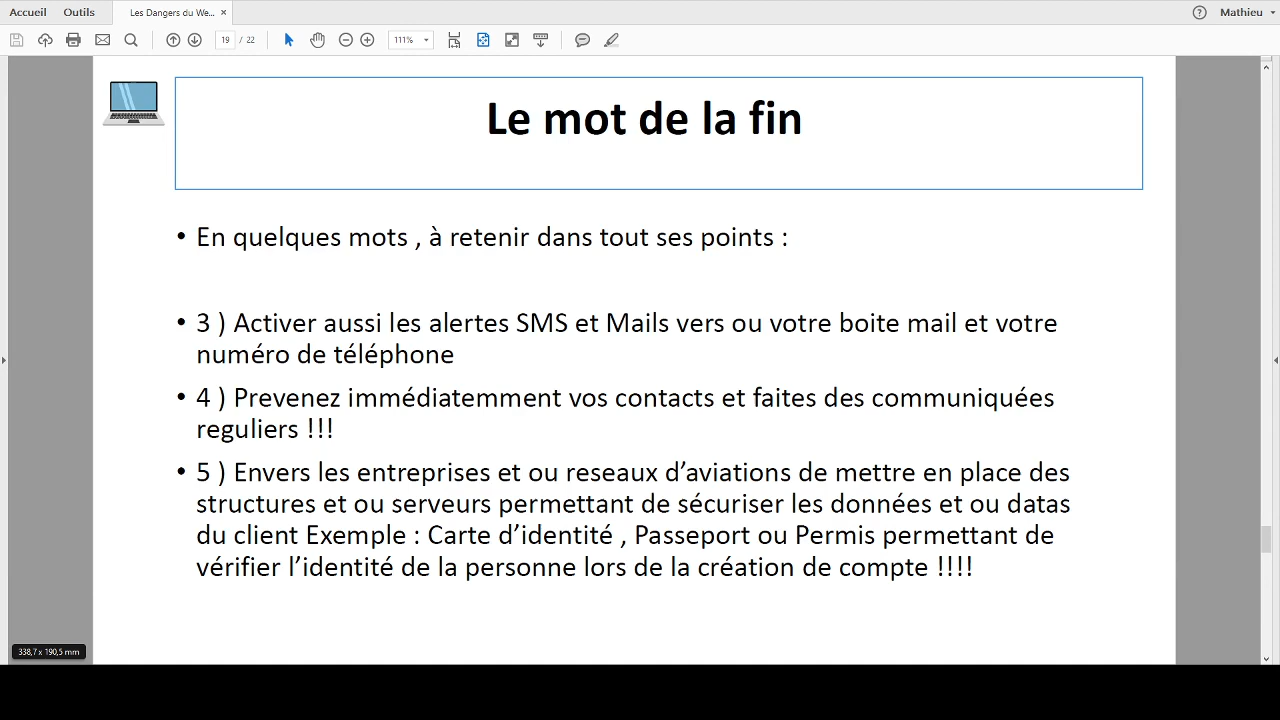 Accueil Outils Les Dangers du We... × Mathieu
19 / 22 111%
Le mot de la fin
• En quelques mots , à retenir dans tout ses points :
• 3 ) Activer aussi les alertes SMS et Mails vers ou votre boite mail et votre
numéro de téléphone
• 4 ) Prevenez immédiatemment vos contacts et faites des communiquées
reguliers !!!
• 5 ) Envers les entreprises et ou reseaux d’aviations de mettre en place des
structures et ou serveurs permettant de sécuriser les données et ou datas
du client Exemple : Carte d’identité , Passeport ou Permis permettant de
vérifier l’identité de la personne lors de la création de compte !!!!
338,7 x 190,5 mm